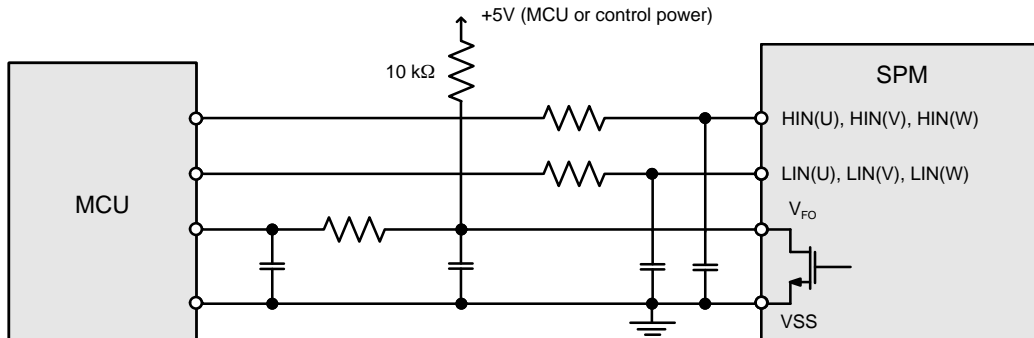 +5V (MCU or control power)
10 kΩ
SPM
HIN(U), HIN(V), HIN(W)
LIN(U), LIN(V), LIN(W)
MCU
VFO
VSS